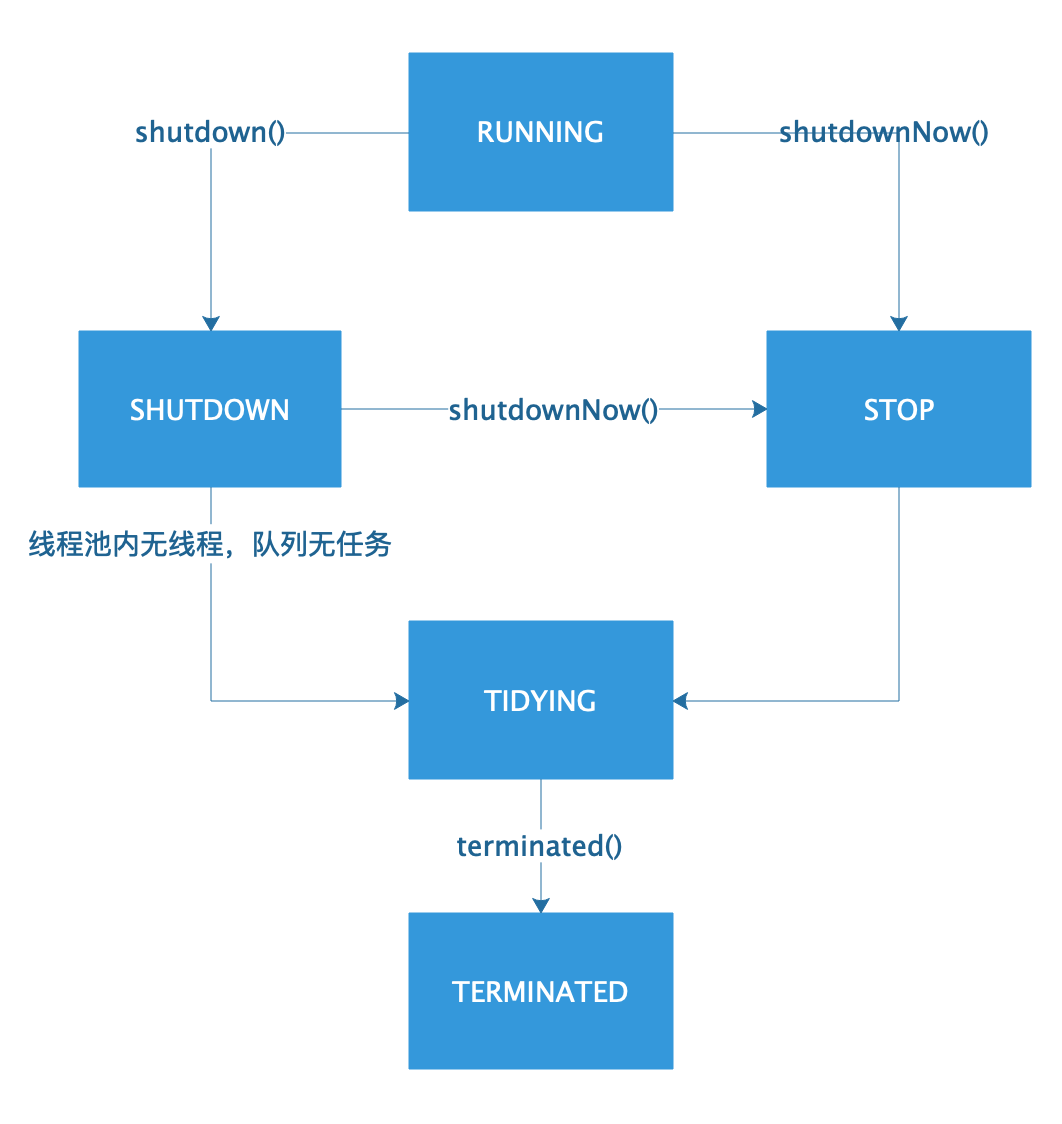 shutdown()
RUNNING
shutdownNow()
SHUTDOWN
shutdownNow()
STOP
线程池内无线程，队列无任务
TIDYING
terminated()
TERMINATED